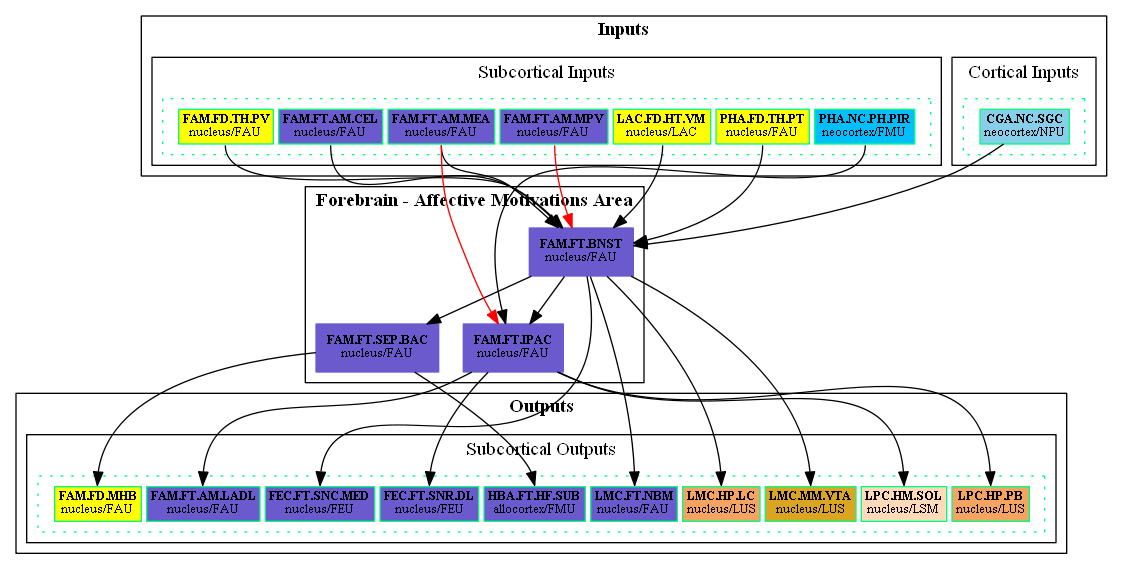 Inputs
Subcortical Inputs
Cortical Inputs
FAM.FD.TH.PV
nucleus/FAU
FAM.FT.AM.CEL
nucleus/FAU
FAM.FT.AM.MEA
nucleus/FAU
FAM.FT.AM.MPV
nucleus/FAU
LAC.FD.HT.VM
nucleus/LAC
PHA.FD.TH.PT
nucleus/FAU
PHA.NC.PH.PIR
neocortex/FMU
CGA.NC.SGC
neocortex/NPU
Forebrain - Affective Motivations Area
FAM.FT.BNST
nucleus/FAU
FAM.FT.SEP.BAC
nucleus/FAU
FAM.FT.IPAC
nucleus/FAU
Outputs
Subcortical Outputs
FAM.FD.MHB
nucleus/FAU
FAM.FT.AM.LADL
nucleus/FAU
FEC.FT.SNC.MED
nucleus/FEU
FEC.FT.SNR.DL
nucleus/FEU
HBA.FT.HF.SUB
allocortex/FMU
LMC.FT.NBM
nucleus/FAU
LMC.HP.LC
nucleus/LUS
LMC.MM.VTA
nucleus/LUS
LPC.HM.SOL
nucleus/LSM
LPC.HP.PB
nucleus/LUS